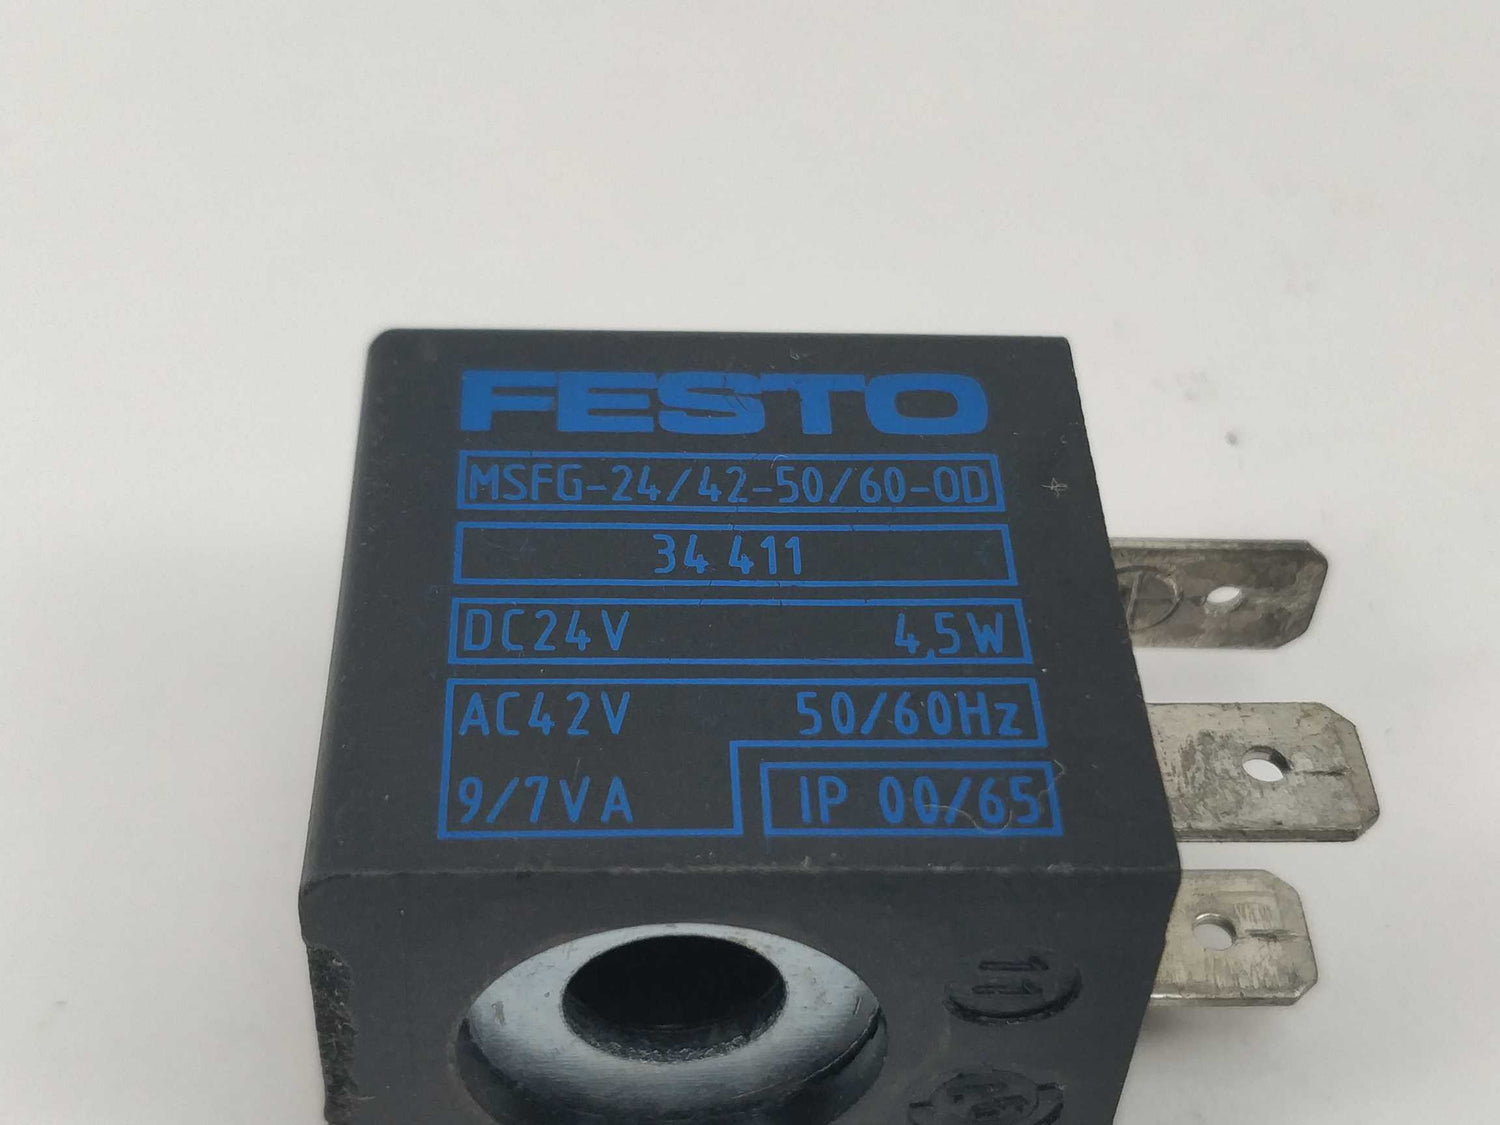 FESTO
MSFG-24/42-50/60-OD
34 411
DC24V 4,5W
AC42V 50/60Hz
9/7VA IP 00/65
11